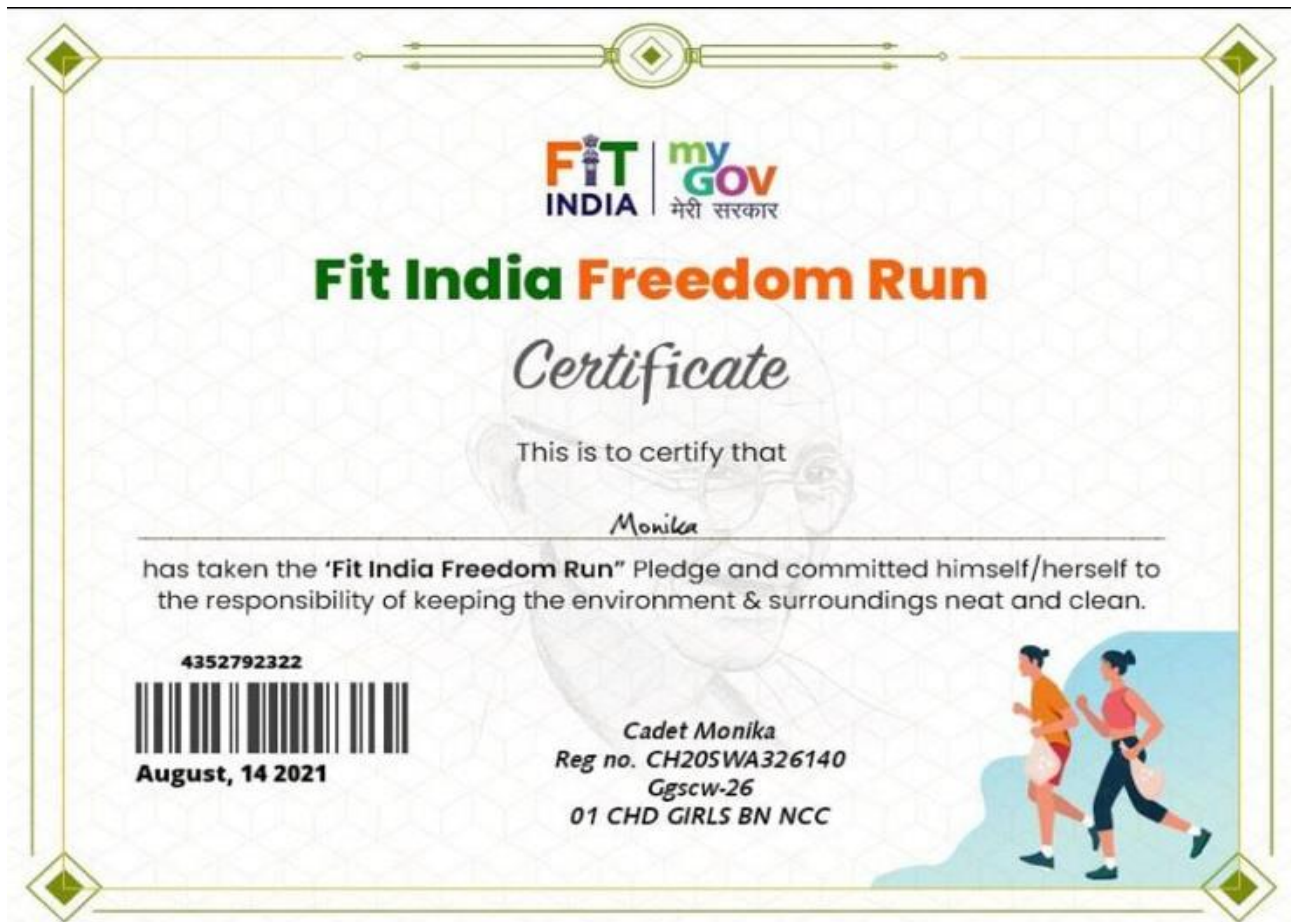 FiT INDIA
my GOV
मेरी सरकार
Fit India Freedom Run
Certificate
This is to certify that
Monika
has taken the ‘Fit India Freedom Run” Pledge and committed himself/herself to
the responsibility of keeping the environment & surroundings neat and clean.
4352792322
August, 14 2021
Cadet Monika
Reg no. CH20SWA326140
Ggscw-26
01 CHD GIRLS BN NCC